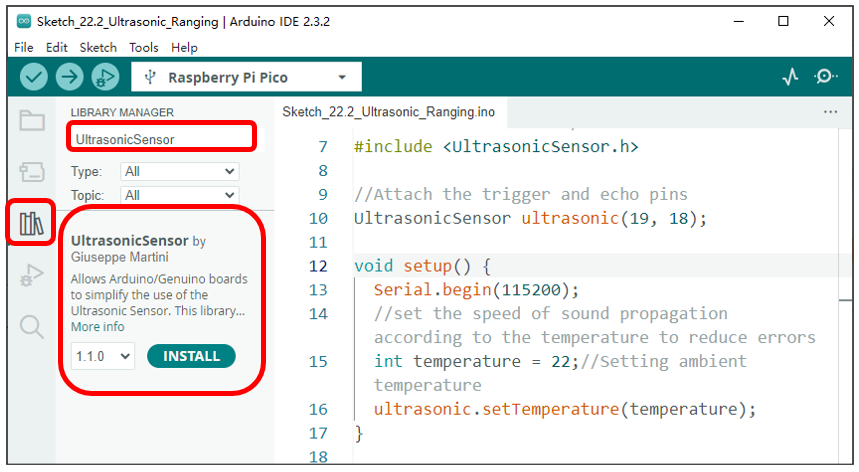 Sketch_22.2_Ultrasonic_Ranging | Arduino IDE 2.3.2
File Edit Sketch Tools Help
Raspberry Pi Pico
LIBRARY MANAGER
UltrasonicSensor
Type: All
Topic: All
UltrasonicSensor by
Giuseppe Martini
Allows Arduino/Genuino boards
to simplify the use of the
Ultrasonic Sensor. This library...
More info
1.1.0 INSTALL
Sketch_22.2_Ultrasonic_Ranging.ino
7 #include <UltrasonicSensor.h>
8
9 //Attach the trigger and echo pins
10 UltrasonicSensor ultrasonic(19, 18);
11
12 void setup() {
13 Serial.begin(115200);
14 //set the speed of sound propagation
according to the temperature to reduce errors
15 int temperature = 22;//Setting ambient
temperature
16 ultrasonic.setTemperature(temperature);
17 }
18